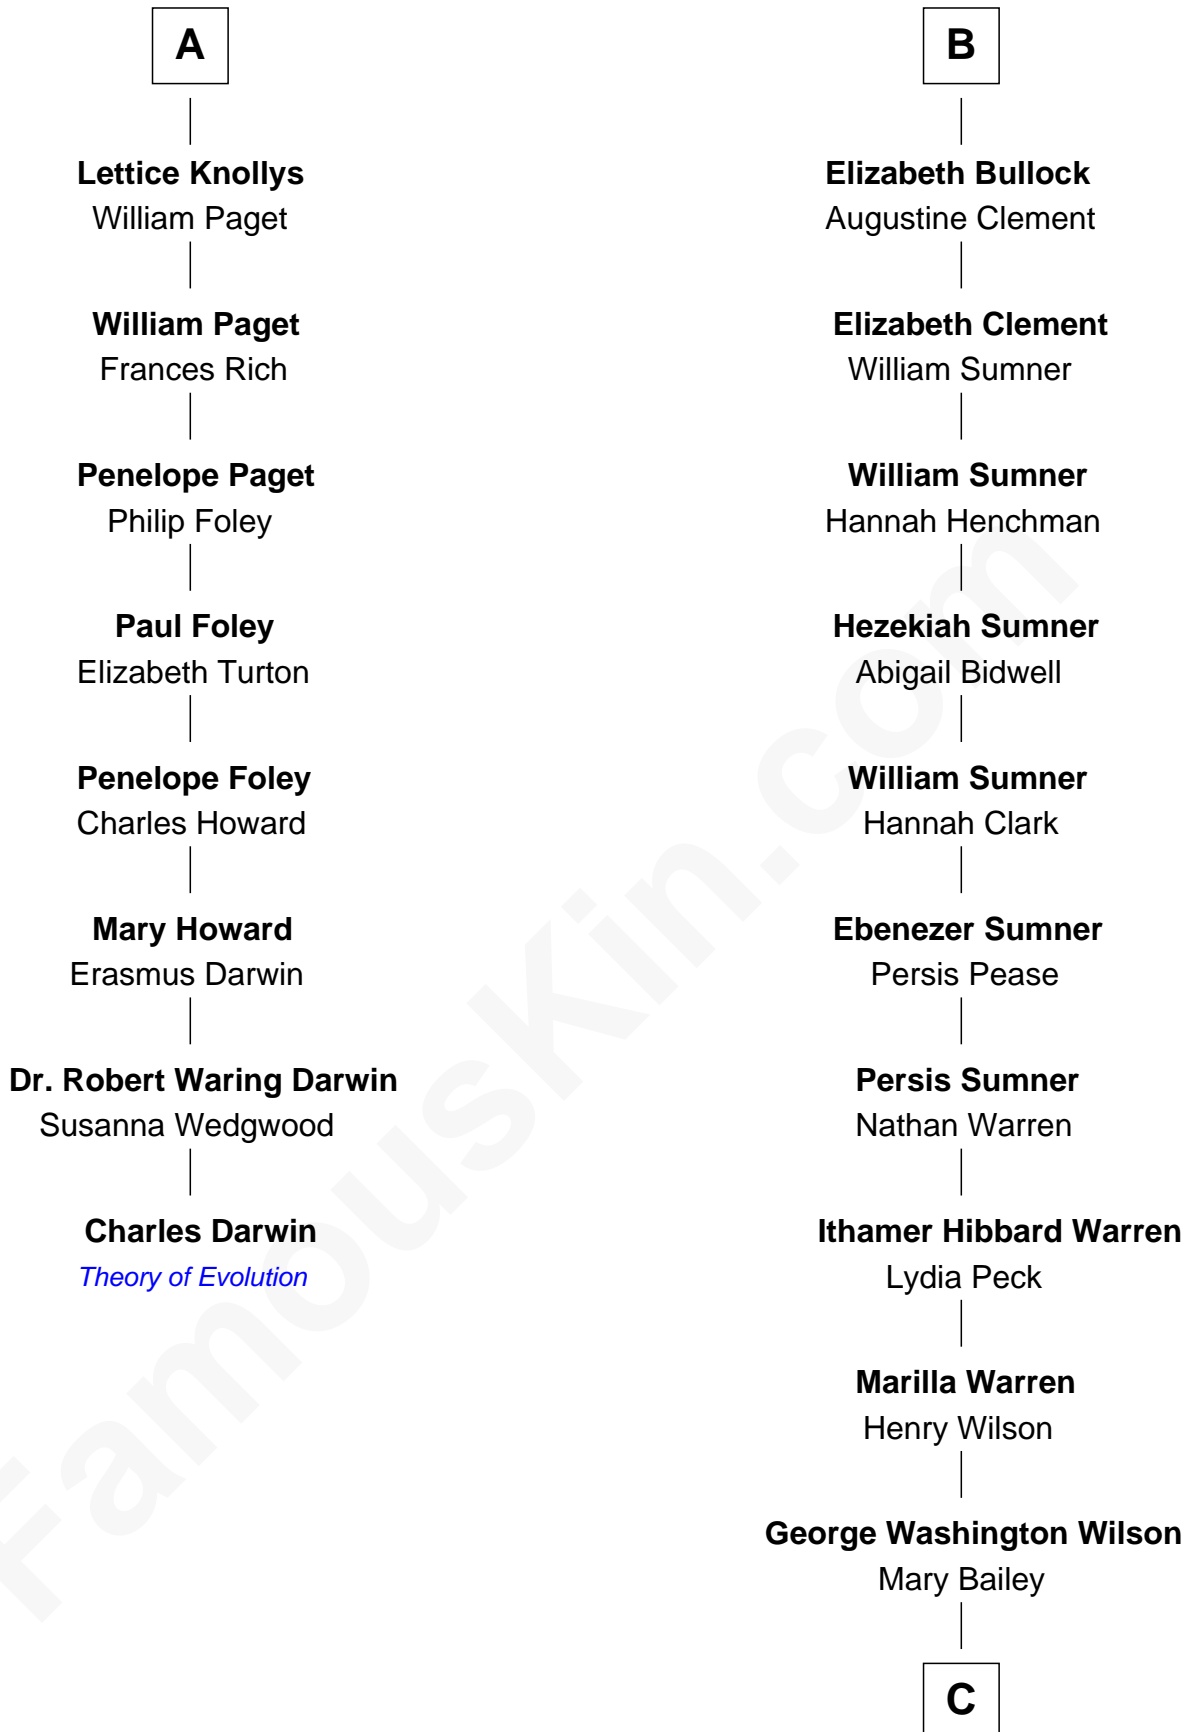 A
Lettice Knollys
William Paget
William Paget
Frances Rich
Penelope Paget
Philip Foley
Paul Foley
Elizabeth Turton
Penelope Foley
Charles Howard
Mary Howard
Erasmus Darwin
Dr. Robert Waring Darwin
Susanna Wedgwood
Charles Darwin
Theory of Evolution
B
Elizabeth Bullock
Augustine Clement
Elizabeth Clement
William Sumner
William Sumner
Hannah Henchman
Hezekiah Sumner
Abigail Bidwell
William Sumner
Hannah Clark
Ebenezer Sumner
Persis Pease
Persis Sumner
Nathan Warren
Ithamer Hibbard Warren
Lydia Peck
Marilla Warren
Henry Wilson
George Washington Wilson
Mary Bailey
C
FamousKin.com